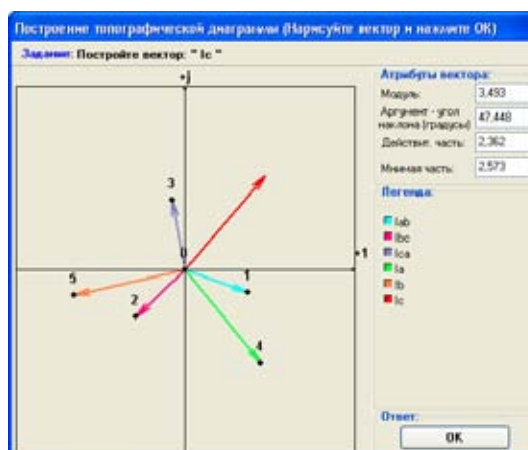 Построение топографической диаграммы (Нарисуйте вектор и нажмите ОК)
Задание: Постройте вектор: " Ic "
+j
Атрибуты вектора:
Модуль: 3,493
Аргумент - угол наклона (градусы) 47,448
Действит. часть: 2,362
Мнимая часть: 2,573
3
0
+1
Легенда:
Iab
Ibc
Ica
Ia
Ib
Ic
5
1
2
4
Ответ:
OK